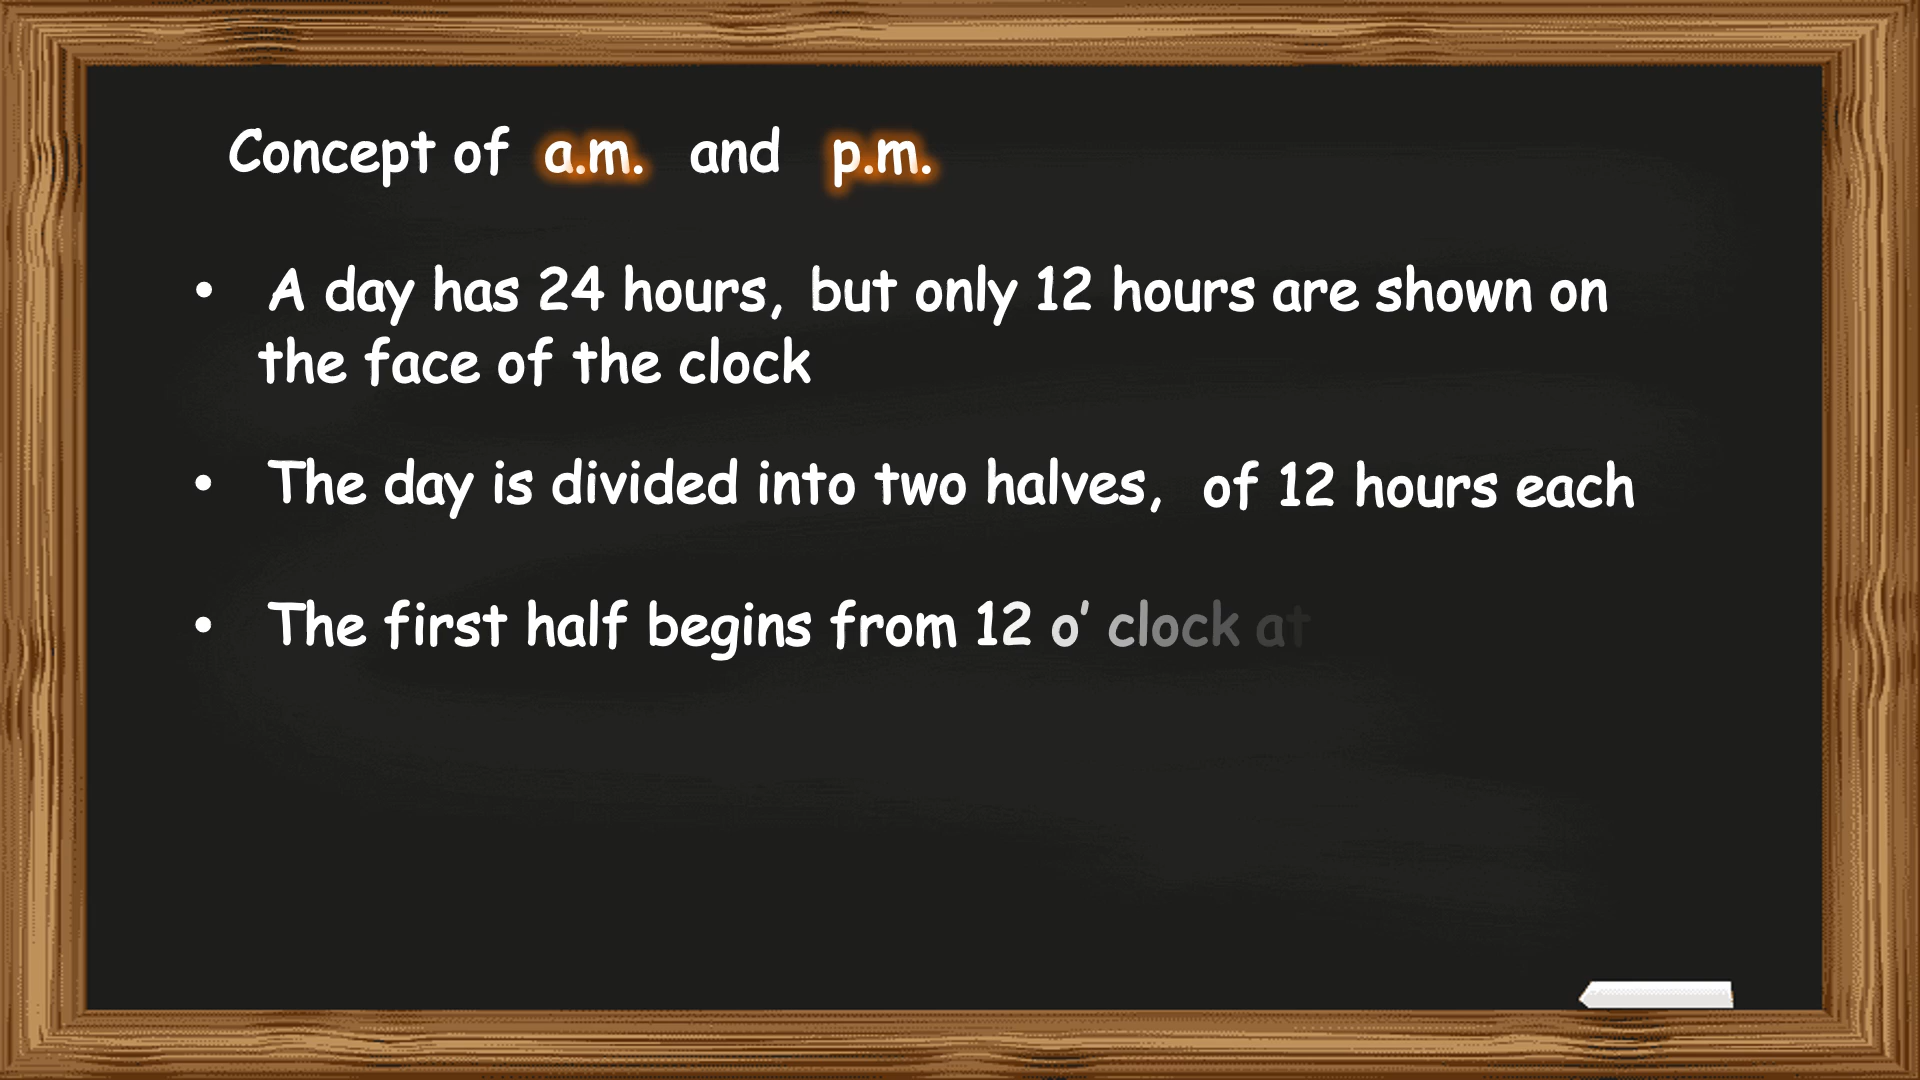 Concept of a.m. and p.m.
• A day has 24 hours, but only 12 hours are shown on
the face of the clock
• The day is divided into two halves, of 12 hours each
• The first half begins from 12 o' clock at